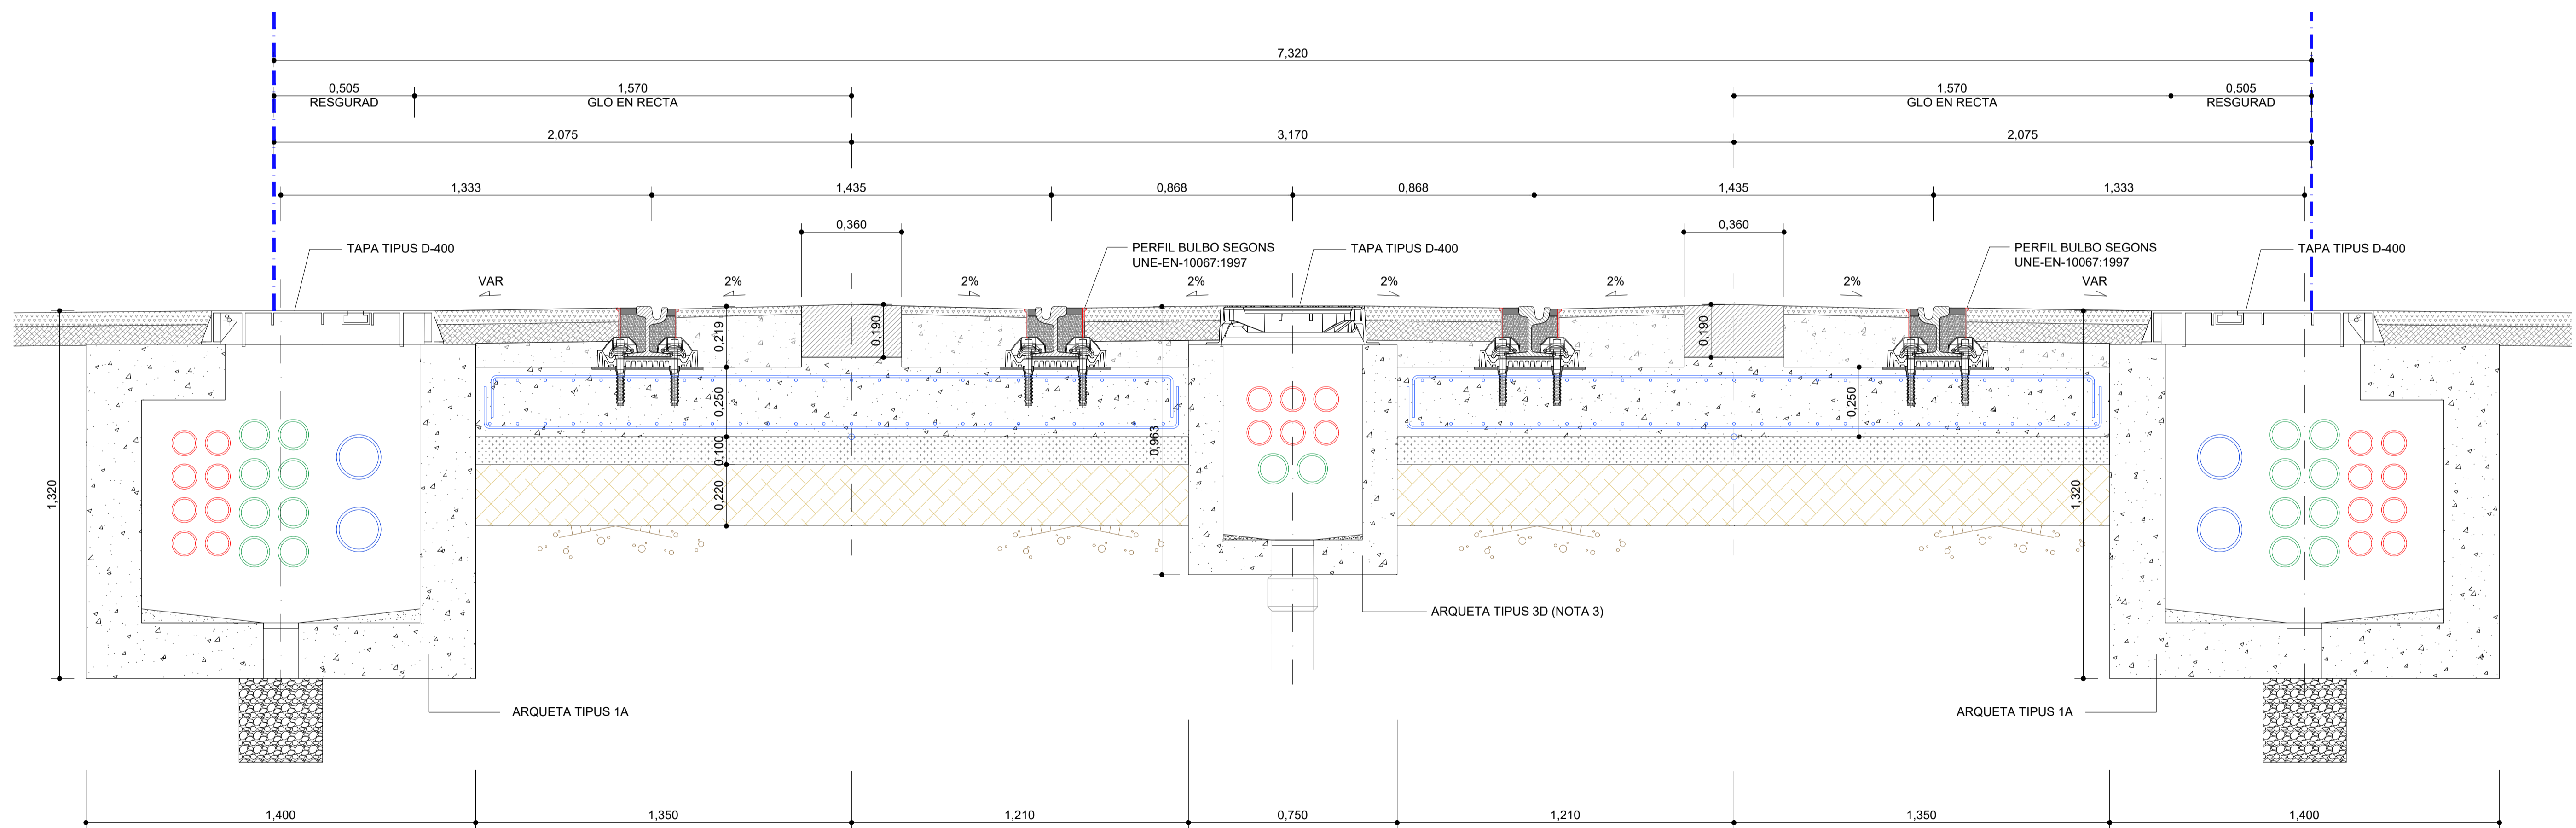 7,320
0,505
RESGURAD
1,570
GLO EN RECTA
1,570
GLO EN RECTA
0,505
RESGURAD
2,075
3,170
2,075
1,333
1,435
0,868
0,868
1,435
1,333
0,360
0,360
TAPA TIPUS D-400
PERFIL BULBO SEGONS
UNE-EN-10067:1997
TAPA TIPUS D-400
PERFIL BULBO SEGONS
UNE-EN-10067:1997
TAPA TIPUS D-400
VAR
2%
2%
2%
2%
2%
2%
VAR
0,219
0,190
0,190
0,250
0,250
0,100
0,963
0,220
1,320
1,320
ARQUETA TIPUS 3D (NOTA 3)
ARQUETA TIPUS 1A
ARQUETA TIPUS 1A
1,400
1,350
1,210
0,750
1,210
1,350
1,400